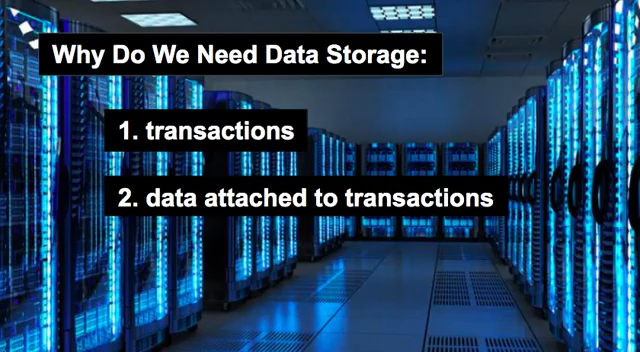 Why Do We Need Data Storage:
1. transactions
2. data attached to transactions